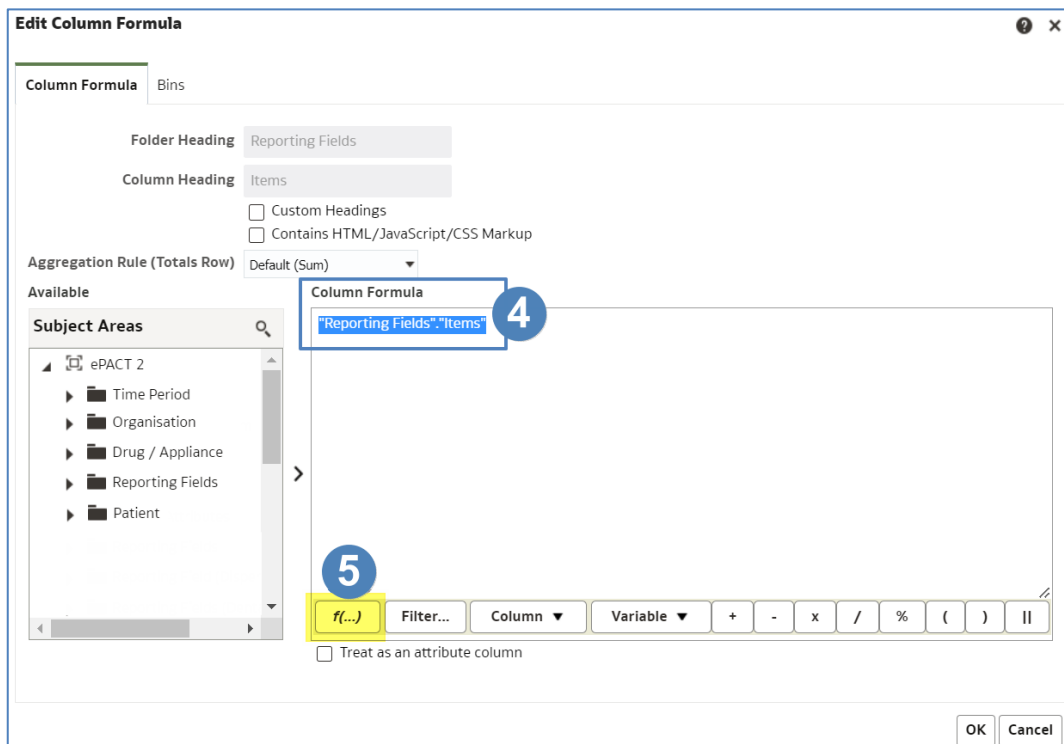 Edit Column Formula
Column Formula
Bins
Folder Heading
Reporting Fields
Column Heading
Items
Custom Headings
Contains HTML/JavaScript/CSS Markup
Aggregation Rule (Totals Row)
Default (Sum)
Available
Column Formula
Subject Areas
"Reporting Fields"."Items"
4
ePACT 2
Time Period
Organisation
Drug / Appliance
Reporting Fields
Patient
5
f(...)
Filter...
Column
Variable
+
-
x
/
%
(
)
||
Treat as an attribute column
OK
Cancel